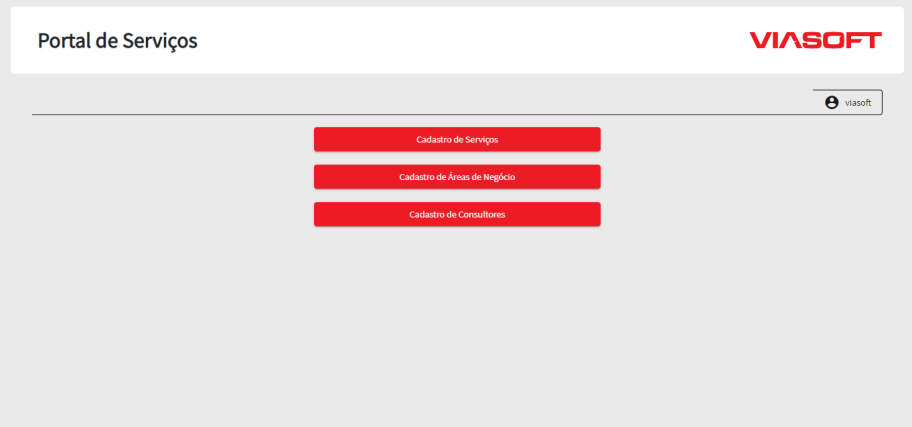 Portal de Serviços
VIASOFT
viasoft
Cadastro de Serviços
Cadastro de Áreas de Negócio
Cadastro de Consultores